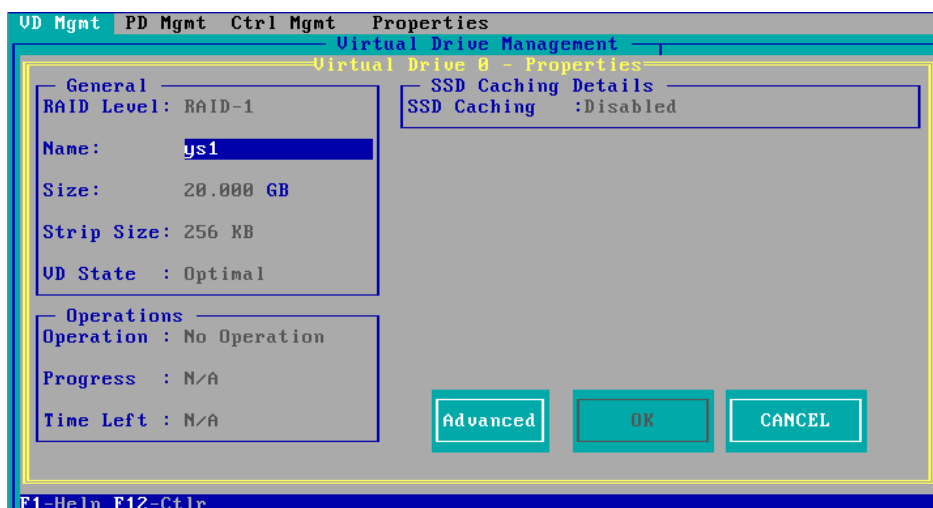 VD Mgmt PD Mgmt Ctrl Mgmt Properties
Virtual Drive Management
Virtual Drive 0 - Properties
General
RAID Level: RAID-1
Name: ys1
Size: 20.000 GB
Strip Size: 256 KB
VD State : Optimal
Operations
Operation : No Operation
Progress : N/A
Time Left : N/A
SSD Caching Details
SSD Caching :Disabled
Advanced
OK
CANCEL
F1-Help F12-Ctlr